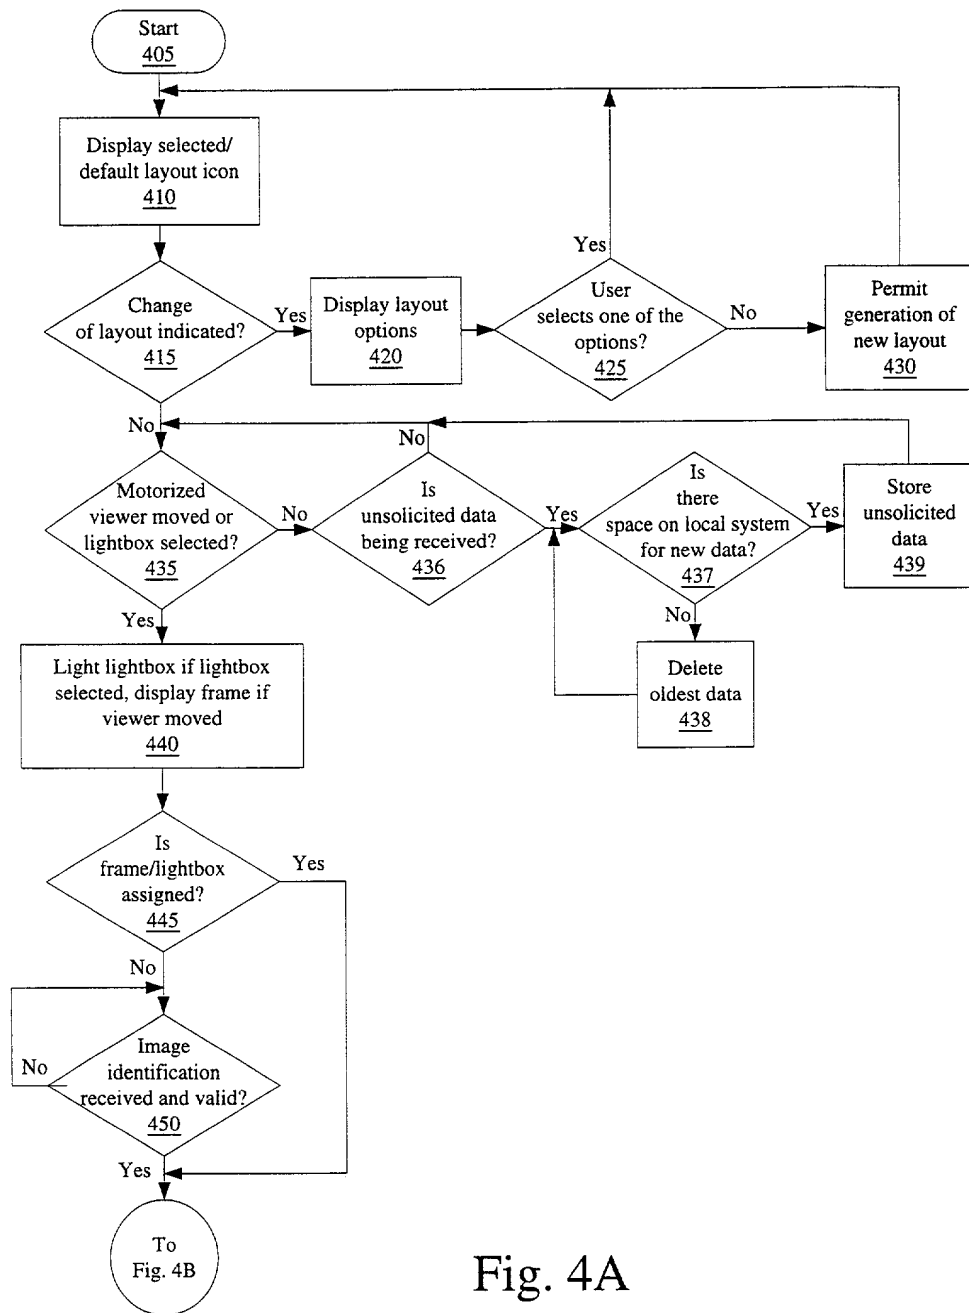 Start
405
Display selected/
default layout icon
410
Yes
Change
of layout indicated?
415
Yes
Display layout
options
420
User
selects one of the
options?
425
No
Permit
generation of
new layout
430
No
No
Motorized
viewer moved or
lightbox selected?
435
No
Is
unsolicited data
being received?
436
Yes
Is
there
space on local system
for new data?
437
Yes
Store
unsolicited
data
439
Yes
No
Light lightbox if lightbox
selected, display frame if
viewer moved
440
Delete
oldest data
438
Is
frame/lightbox
assigned?
445
Yes
No
Image
identification
received and valid?
450
No
Yes
To
Fig. 4B
Fig. 4A